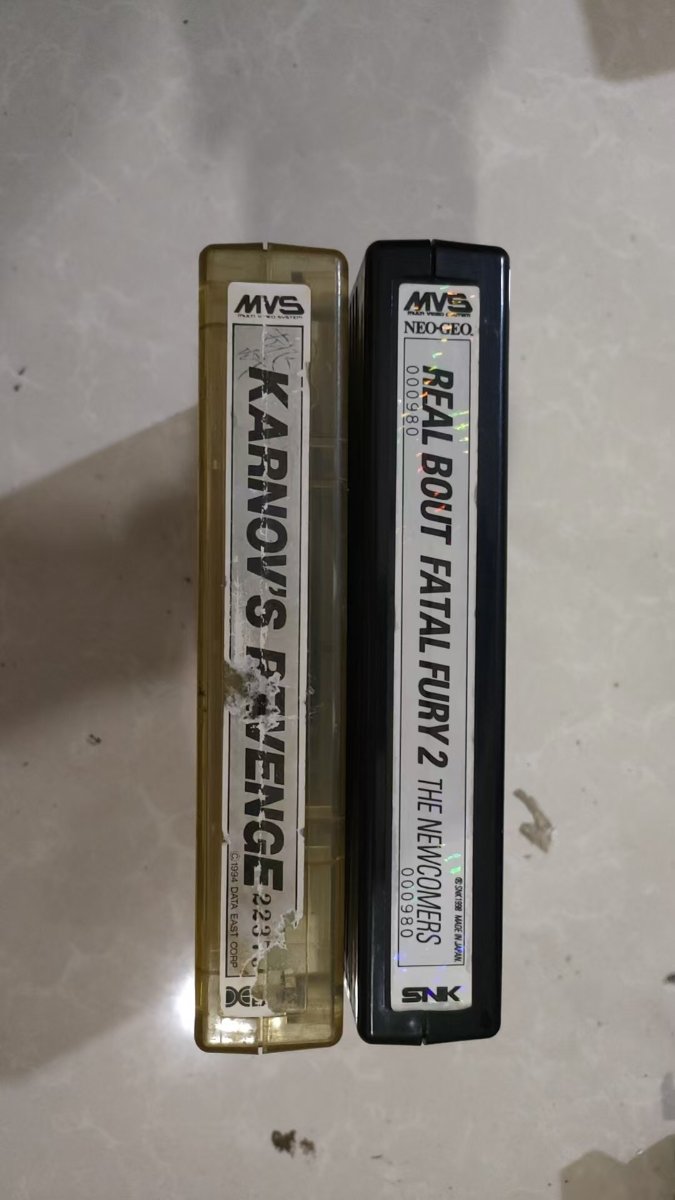 MVS
MULTI VIDEO SYSTEM
KARNOV'S REVENGE
(C)1994 DATA EAST CORP
MVS
MULTI VIDEO SYSTEM
NEO·GEO
REAL BOUT FATAL FURY 2 THE NEWCOMERS
000980
000980
©SNK 1998 MADE IN JAPAN
SNK